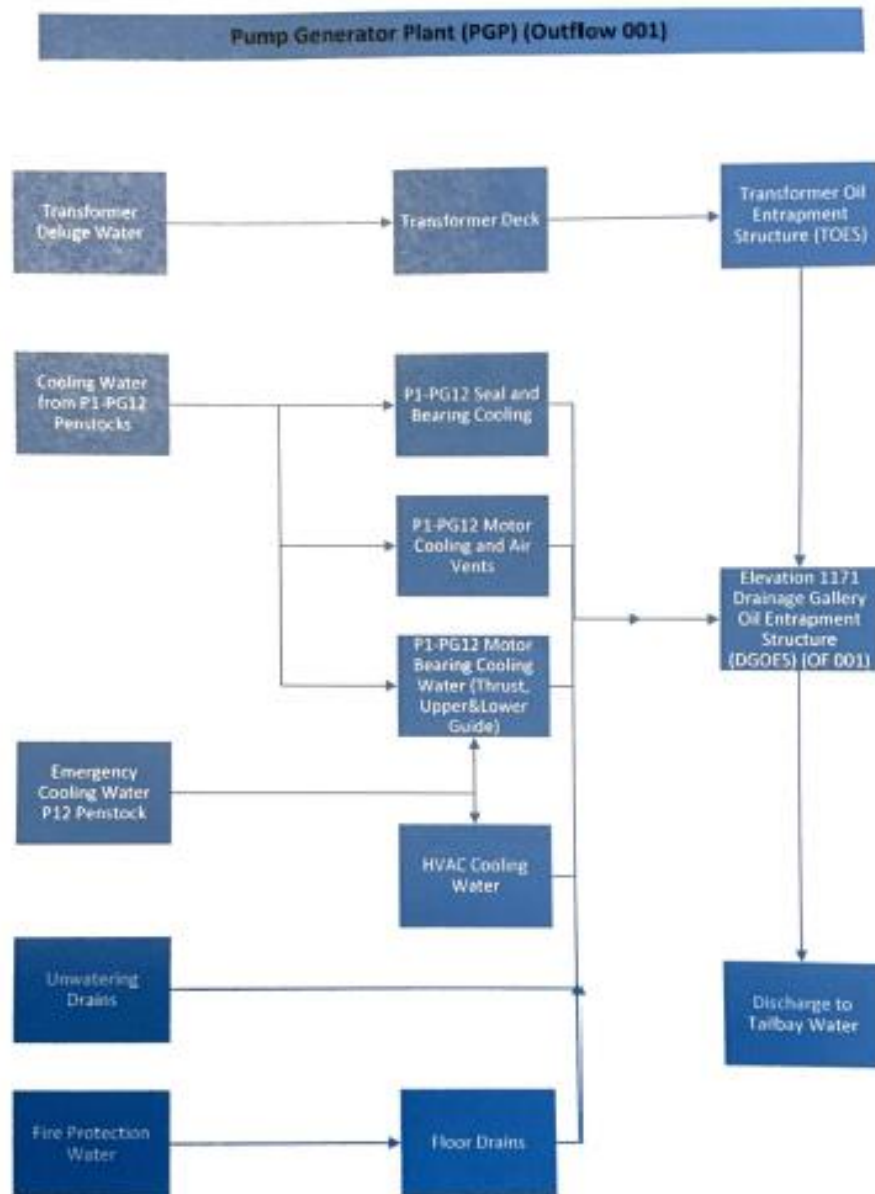 Pump Generator Plant (PGP) (Outflow 001)
Transformer
Deluge Water
Transformer Deck
Transformer Oil
Entrapment
Structure (TOES)
Cooling Water
from P1-PG12
Penstocks
P1-PG12 Seal and
Bearing Cooling
P1-PG12 Motor
Cooling and Air
Vents
Elevation 1171
Drainage Gallery
Oil Entrapment
Structure
(DGOES) (OF 001)
P1-PG12 Motor
Bearing Cooling
Water (Thrust,
Upper&Lower
Guide)
Emergency
Cooling Water
P12 Penstock
HVAC Cooling
Water
Unwatering
Drains
Discharge to
Tailbay Water
Fire Protection
Water
Floor Drains